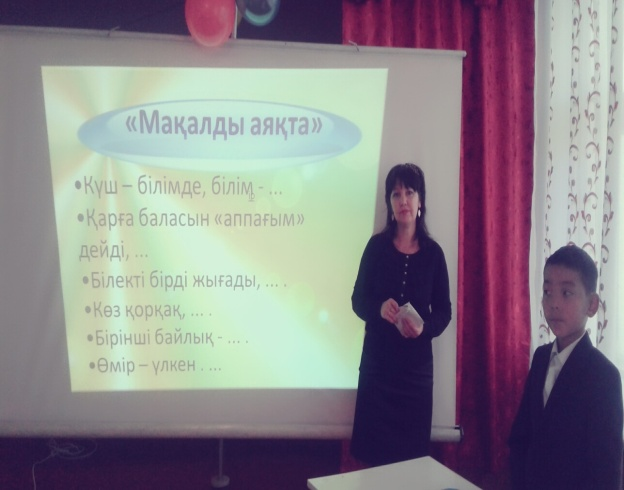 «Мақалды аяқта»
•Күш – білімде, білім - ...
•Қарға баласын «аппағым»
дейді, ...
•Білекті бірді жығады, ... .
•Көз қорқақ, ... .
•Бірінші байлық - ... .
•Өмір – үлкен . ...